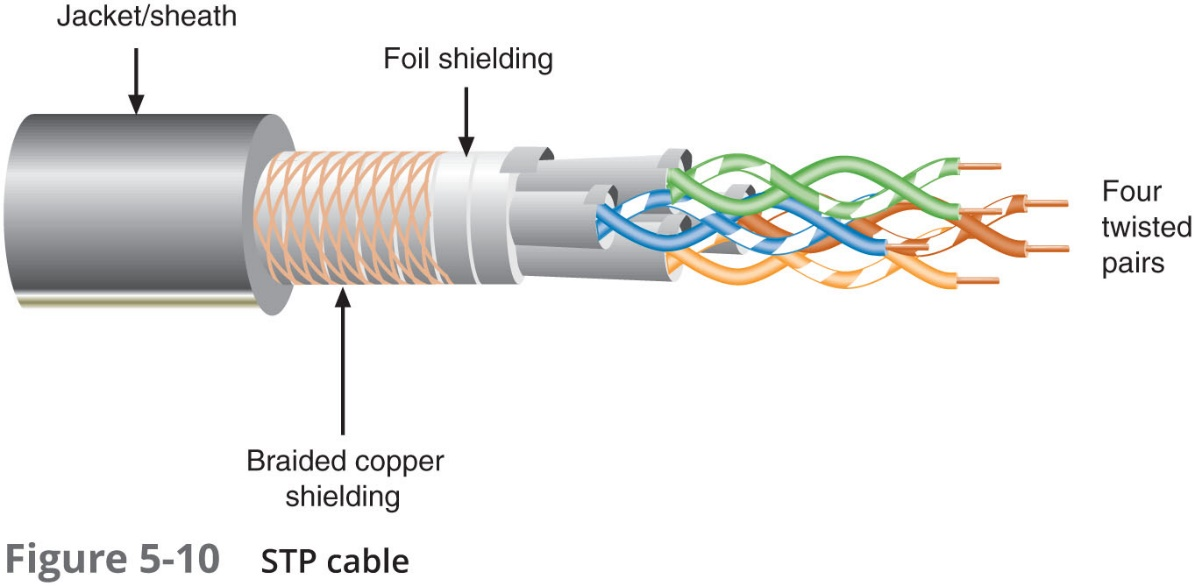 Jacket/sheath
Foil shielding
Four
twisted
pairs
Braided copper
shielding
Figure 5-10 STP cable